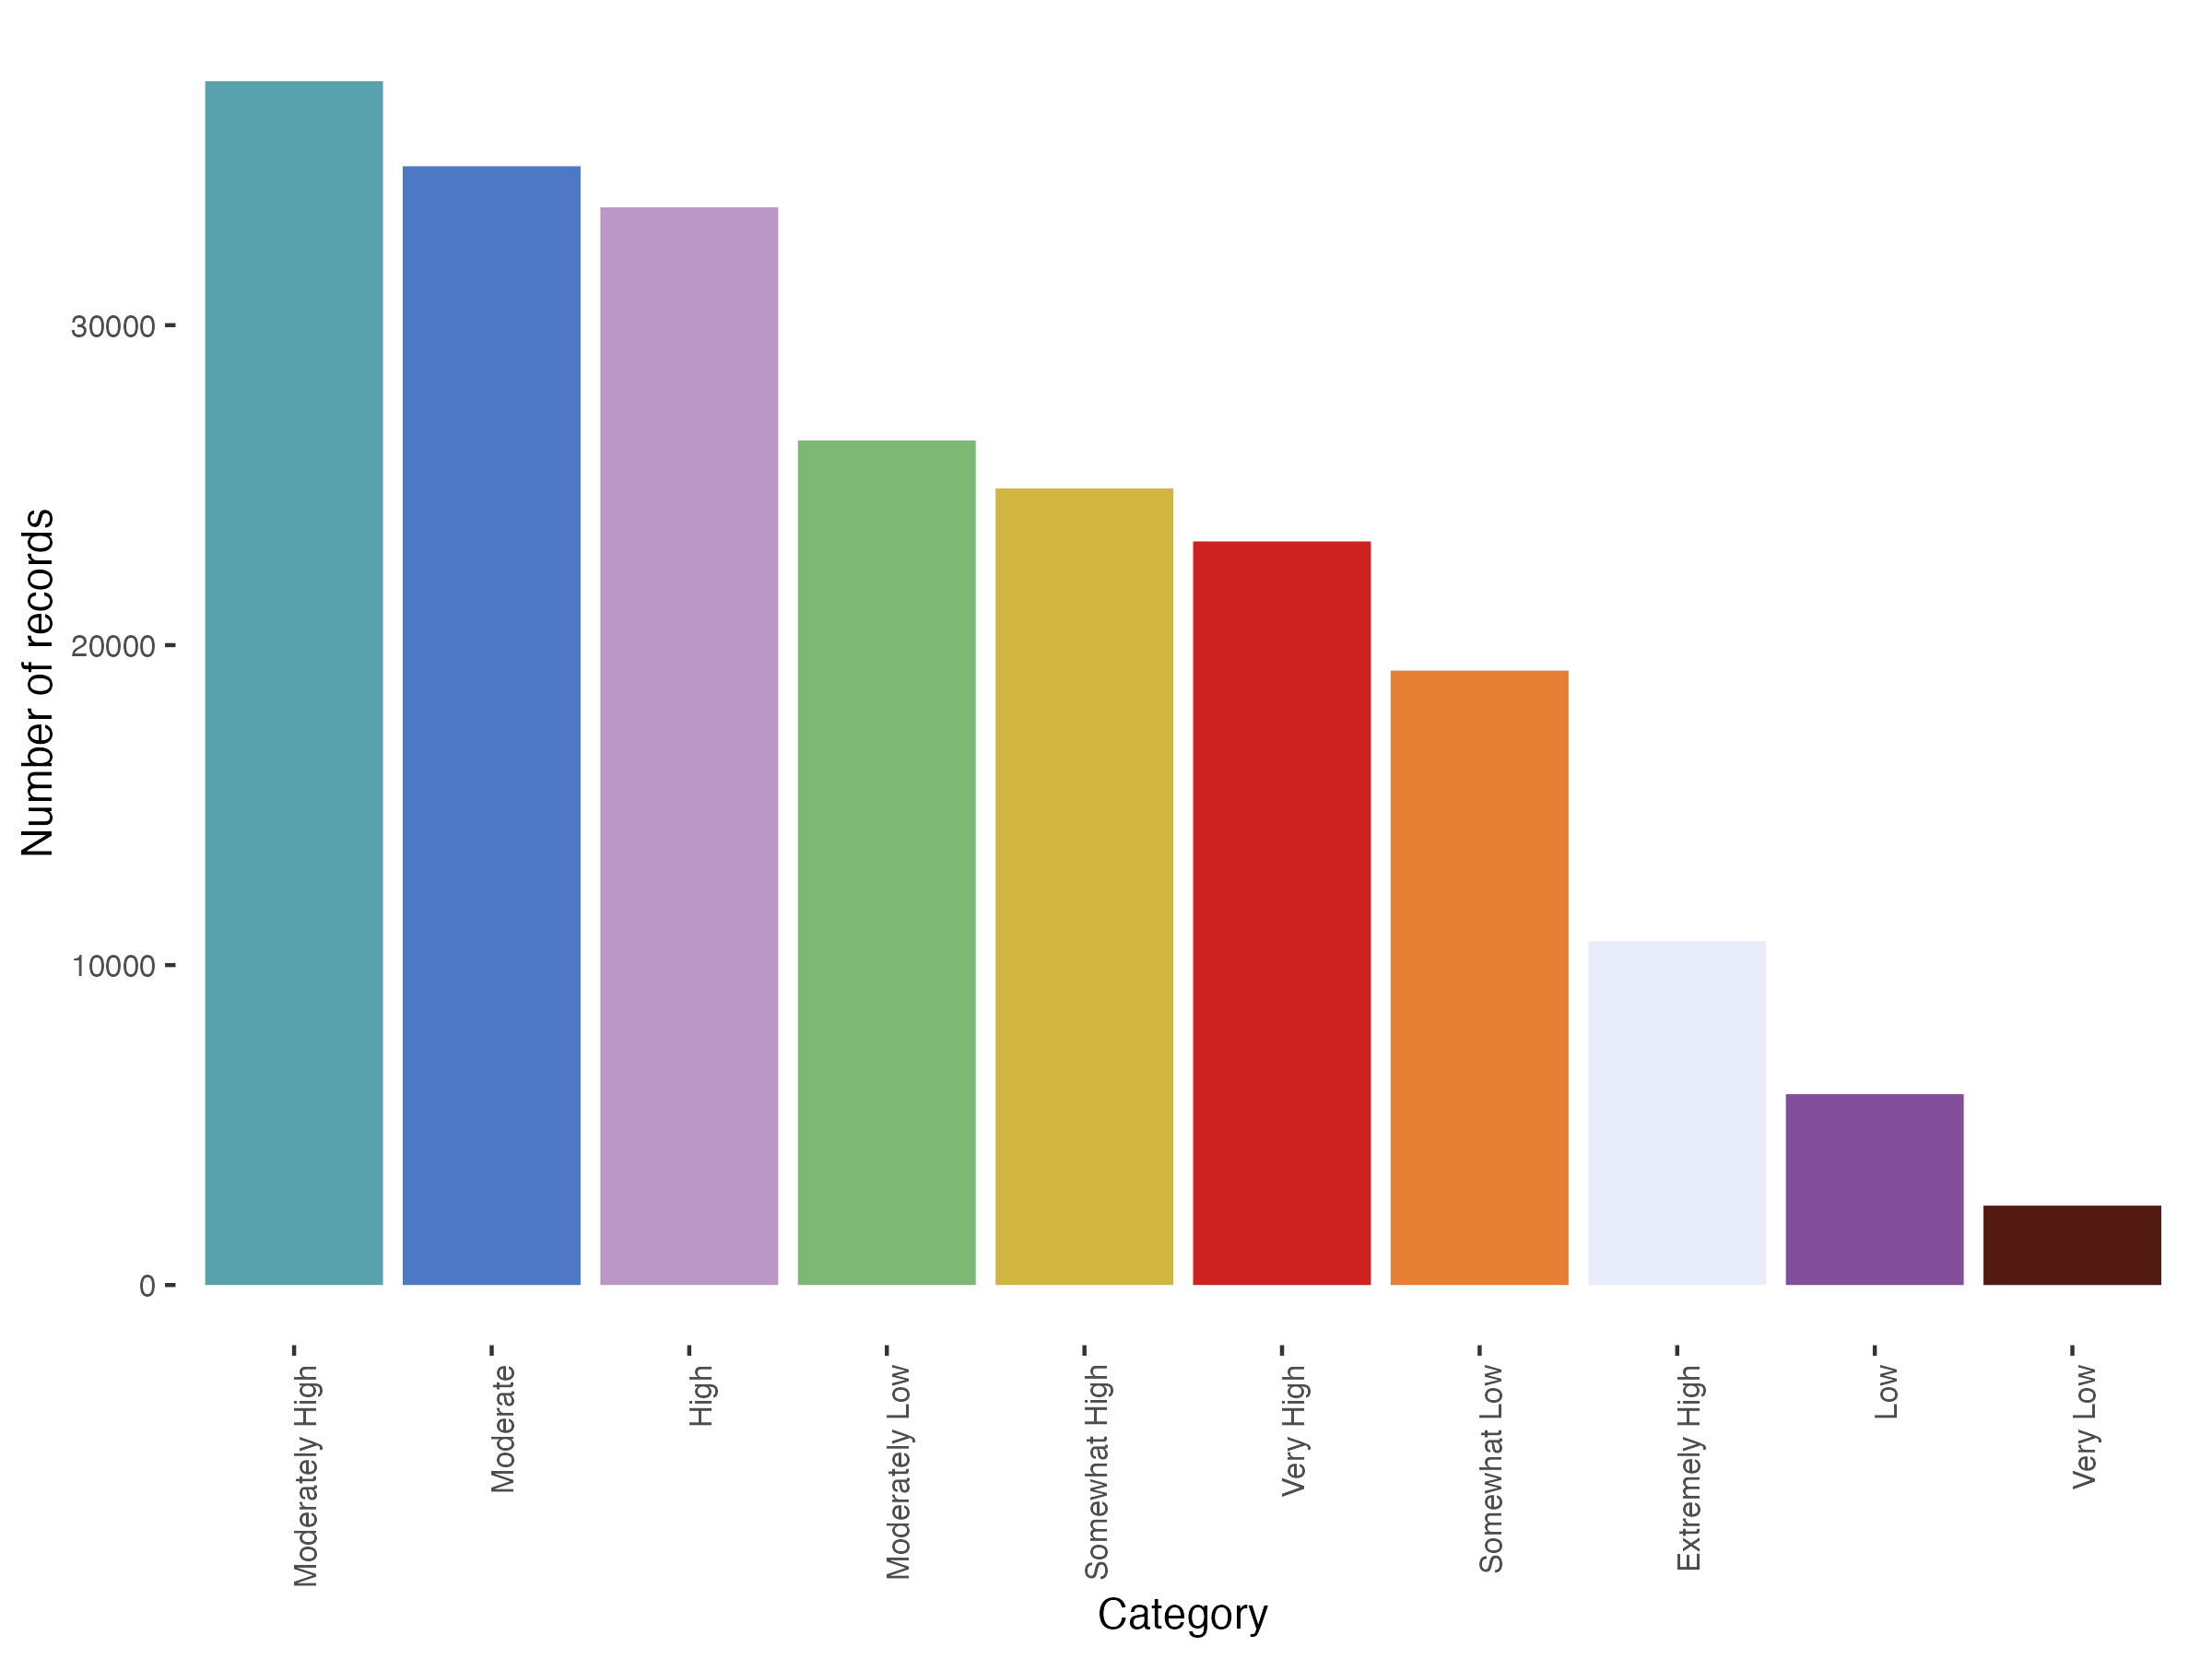 Number of records
30000
20000
10000
0
Moderately High
Moderate
High
Moderately Low
Somewhat High
Very High
Somewhat Low
Extremely High
Low
Very Low
Category